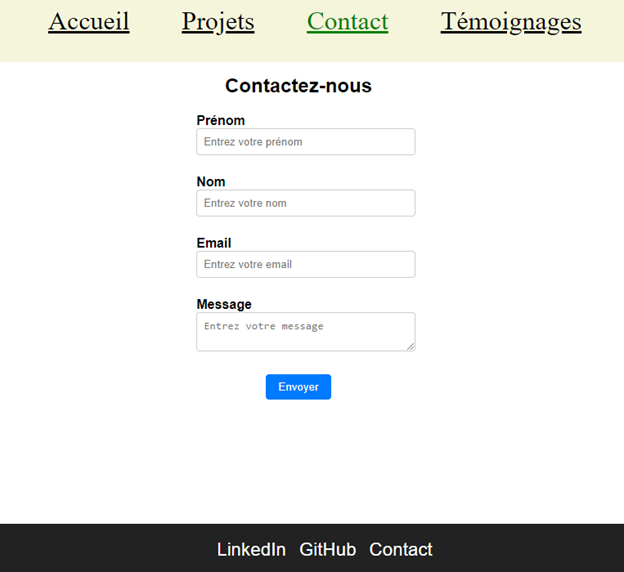 Accueil Projets Contact Témoignages
Contactez-nous
Prénom
Entrez votre prénom
Nom
Entrez votre nom
Email
Entrez votre email
Message
Entrez votre message
Envoyer
LinkedIn GitHub Contact